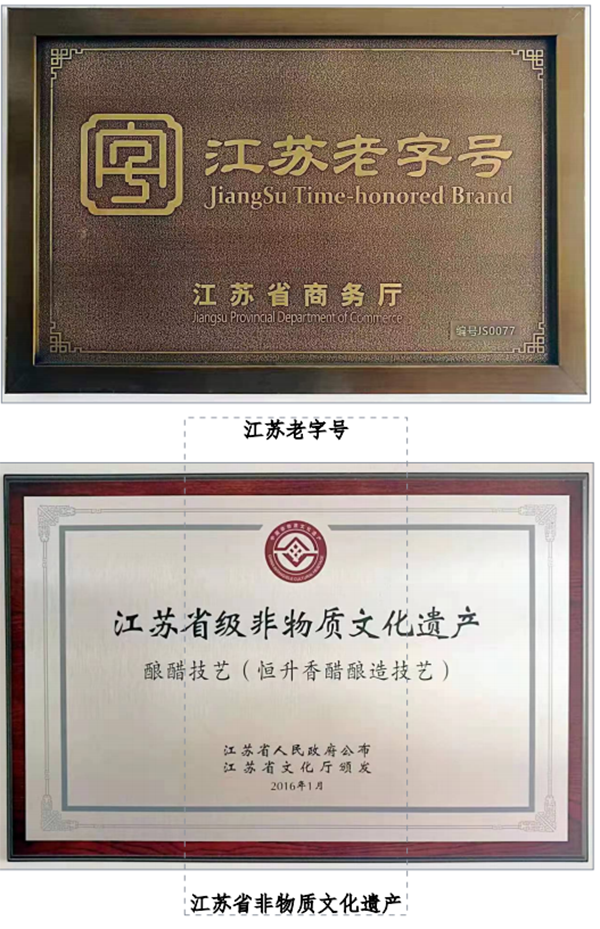 字号
江苏老字号
JiangSu Time-honored Brand
江苏省商务厅
Jiangsu Provincial Department of Commerce
编号JS0077
江苏老字号
江苏省级非物质文化遗产
酿醋技艺（恒升香醋酿造技艺）
江苏省人民政府公布
江苏省文化厅颁发
2016年1月
江苏省非物质文化遗产